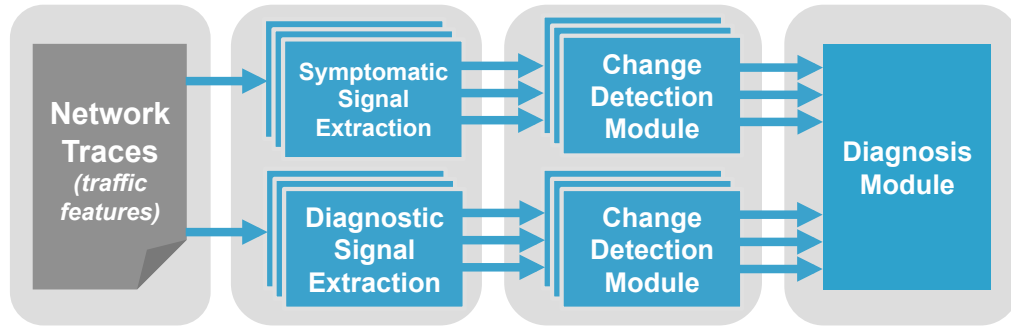 Network
Traces
(traffic
features)
Symptomatic
Signal
Extraction
Change
Detection
Module
Diagnostic
Signal
Extraction
Change
Detection
Module
Diagnosis
Module